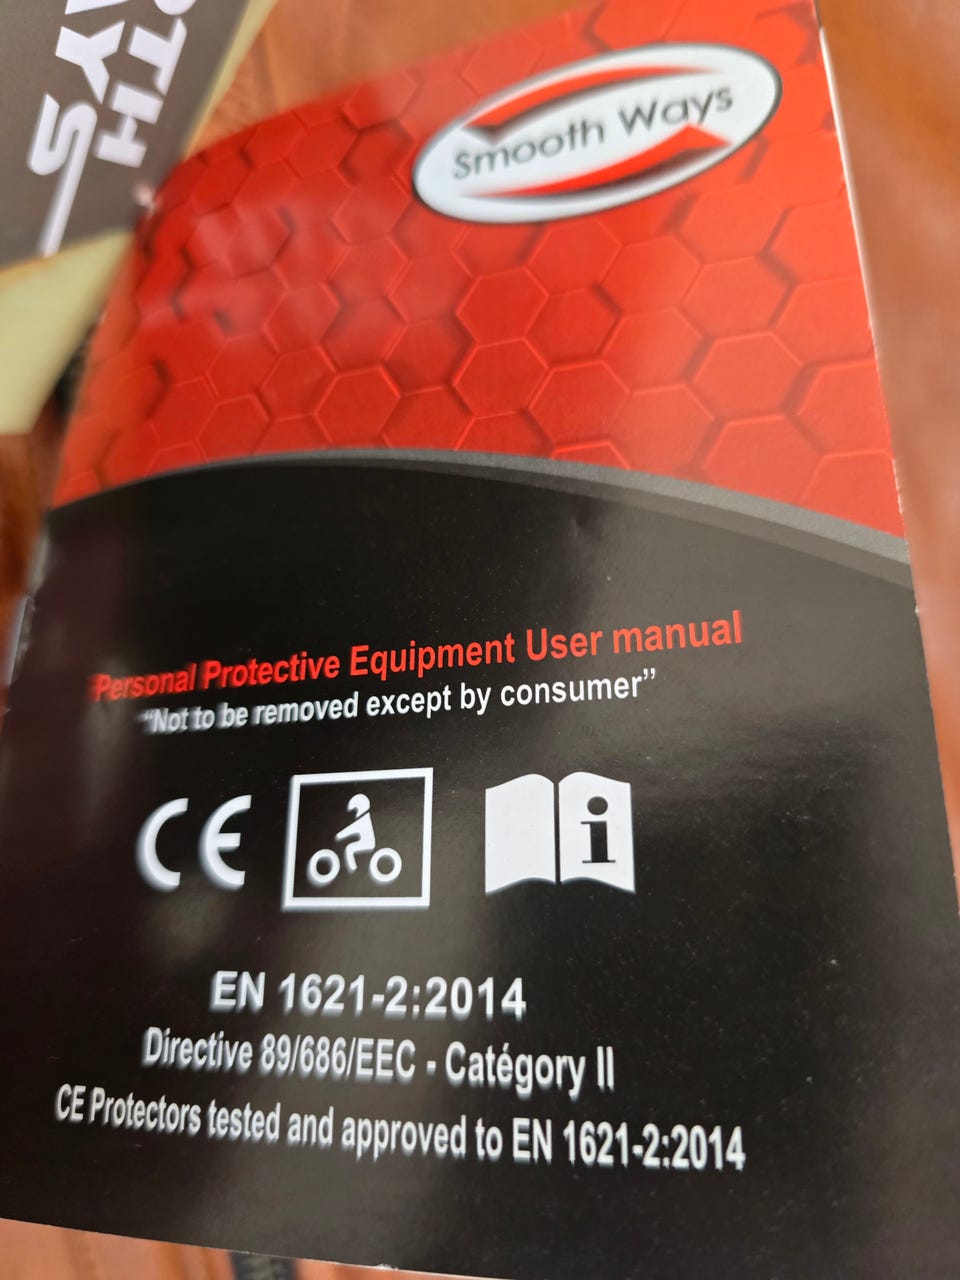 Smooth Ways
Personal Protective Equipment User manual
“Not to be removed except by consumer”
CE
i
EN 1621-2:2014
Directive 89/686/EEC - Catégory II
CE Protectors tested and approved to EN 1621-2:2014